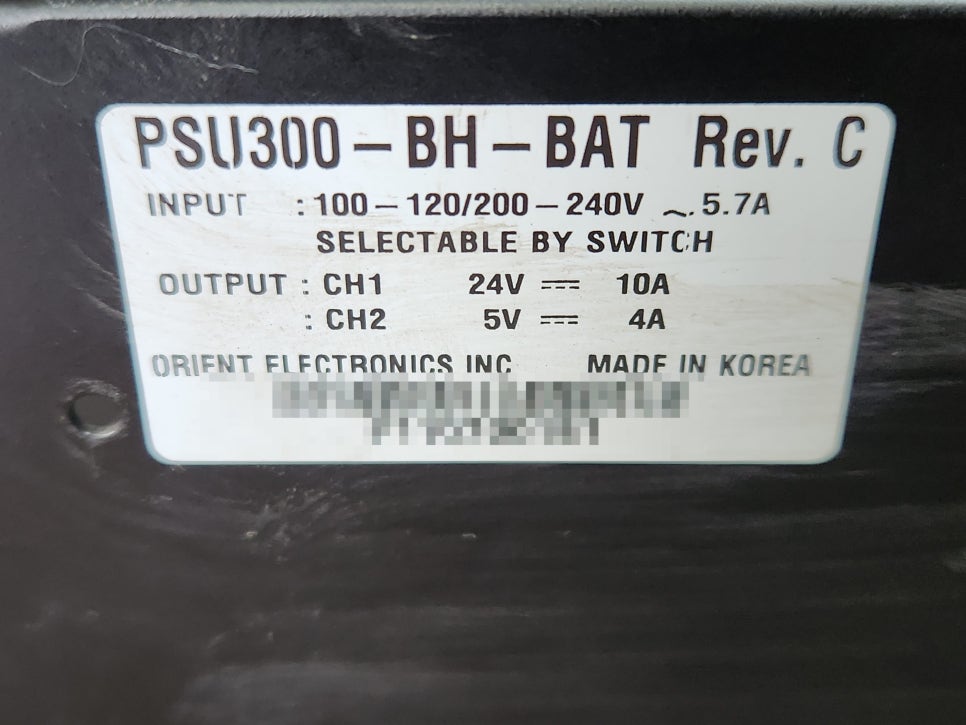 PSU300-BH-BAT Rev. C
INPUT : 100-120/200-240V ~. 5.7A
SELECTABLE BY SWITCH
OUTPUT : CH1 24V ⎓ 10A
: CH2 5V ⎓ 4A
ORIENT ELECTRONICS INC MADE IN KOREA